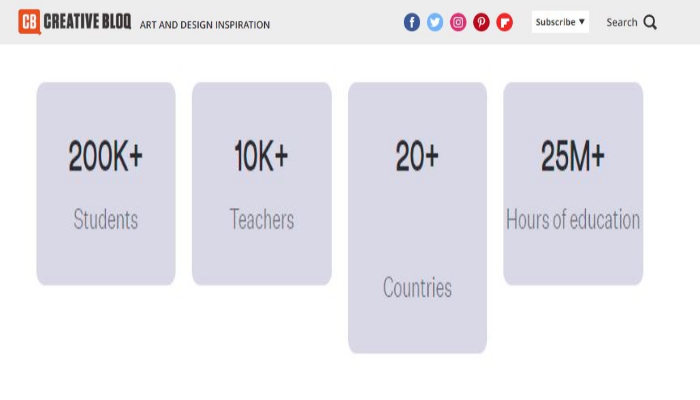 CB CREATIVE BLOQ ART AND DESIGN INSPIRATION Subscribe ▼ Search
200K+ 10K+ 20+ 25M+
Students Teachers Hours of education
Countries